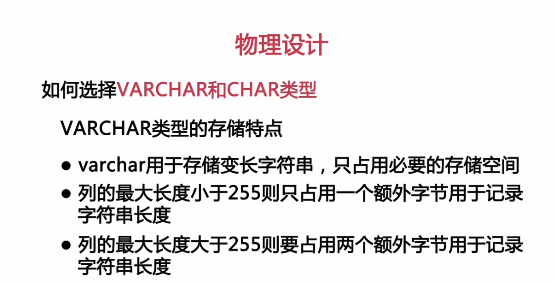 物理设计
如何选择VARCHAR和CHAR类型
VARCHAR类型的存储特点
● varchar用于存储变长字符串，只占用必要的存储空间
● 列的最大长度小于255则只占用一个额外字节用于记录
字符串长度
● 列的最大长度大于255则要占用两个额外字节用于记录
字符串长度